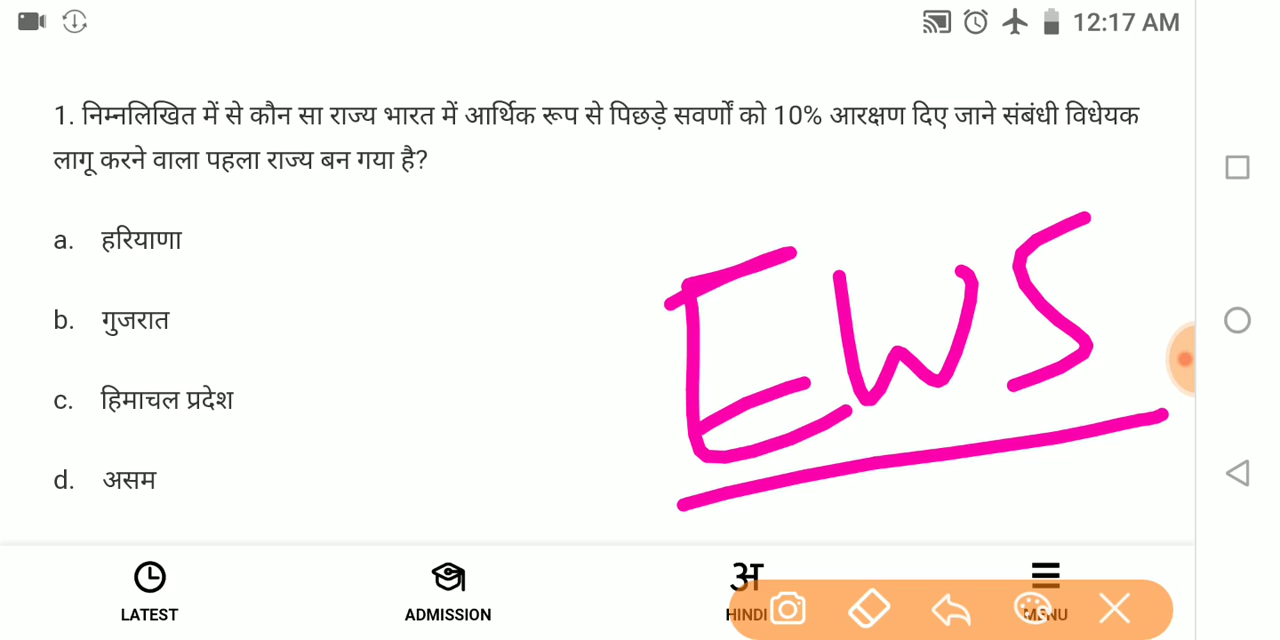 12:17 AM
1. निम्नलिखित में से कौन सा राज्य भारत में आर्थिक रूप से पिछड़े सवर्णों को 10% आरक्षण दिए जाने संबंधी विधेयक
लागू करने वाला पहला राज्य बन गया है?
a. हरियाणा
b. गुजरात
c. हिमाचल प्रदेश
d. असम
EWS
अ
LATEST
ADMISSION
HINDI
MENU